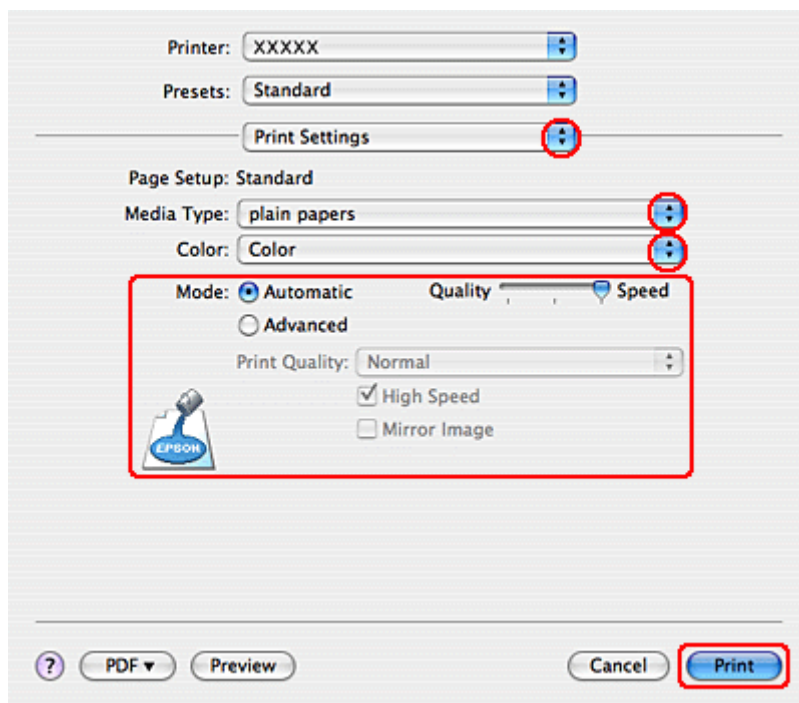 Printer: XXXXX
Presets: Standard
Print Settings
Page Setup: Standard
Media Type: plain papers
Color: Color
Mode: Automatic Quality Speed
Advanced
Print Quality: Normal
High Speed
Mirror Image
EPSON
? PDF ▼ Preview Cancel Print